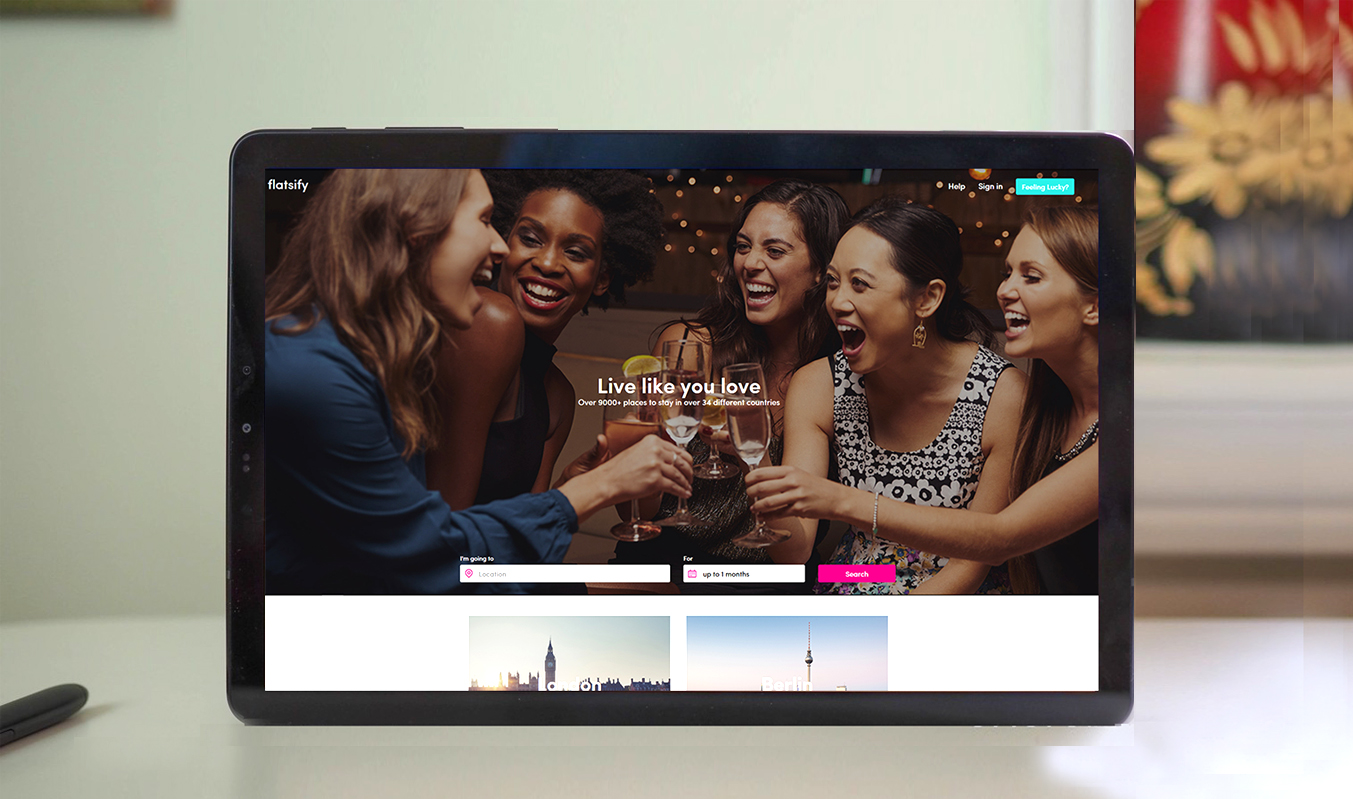 flatsify
Help Sign in Feeling Lucky?
Live like you love
Over 9000+ places to stay in over 34 different countries
I'm going to For
Location up to 1 months Search
London Berlin